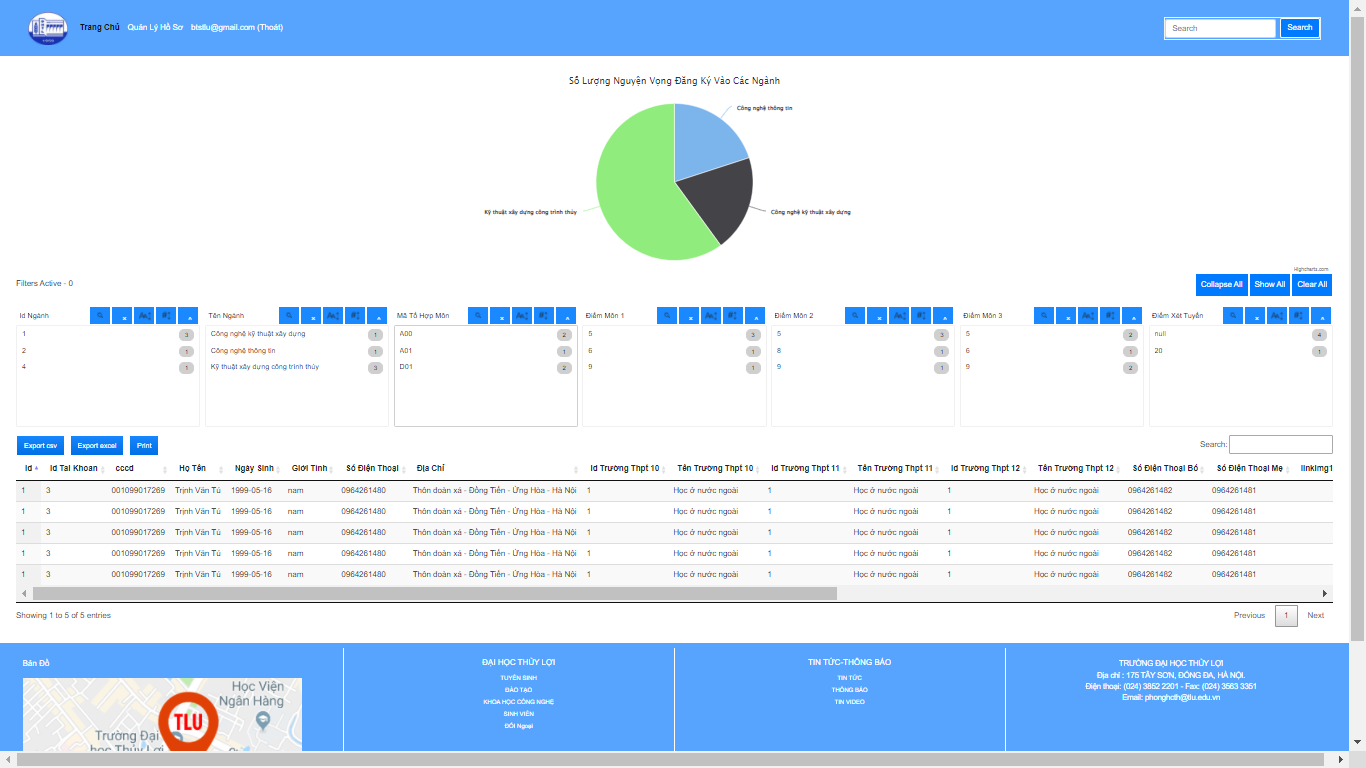 Trang Chủ Quản Lý Hồ Sơ btstlu@gmail.com (Thoát) Search Search
Số Lượng Nguyện Vọng Đăng Ký Vào Các Ngành
Công nghệ thông tin
Kỹ thuật xây dựng công trình thủy Công nghệ kỹ thuật xây dựng
Highcharts.com
Filters Active - 0 Collapse All Show All Clear All
Id Ngành Tên Ngành Mã Tổ Hợp Môn Điểm Môn 1 Điểm Môn 2 Điểm Môn 3 Điểm Xét Tuyển
1 3 Công nghệ kỹ thuật xây dựng 1 A00 2 5 3 5 3 5 2 null 4
2 1 Công nghệ thông tin 1 A01 1 6 1 8 1 6 1 20 1
4 1 Kỹ thuật xây dựng công trình thủy 3 D01 2 9 1 9 1 9 2
Export csv Export excel Print Search:
Id Id Tai Khoan cccd Họ Tên Ngày Sinh Giới Tính Số Điện Thoại Địa Chỉ Id Trường Thpt 10 Tên Trường Thpt 10 Id Trường Thpt 11 Tên Trường Thpt 11 Id Trường Thpt 12 Tên Trường Thpt 12 Số Điện Thoại Bố Số Điện Thoại Mẹ linkImg1
1 3 001099017269 Trịnh Văn Tú 1999-05-16 nam 0964261480 Thôn đoàn xá - Đồng Tiến - Ứng Hòa - Hà Nội 1 Học ở nước ngoài 1 Học ở nước ngoài 1 Học ở nước ngoài 0964261482 0964261481
1 3 001099017269 Trịnh Văn Tú 1999-05-16 nam 0964261480 Thôn đoàn xá - Đồng Tiến - Ứng Hòa - Hà Nội 1 Học ở nước ngoài 1 Học ở nước ngoài 1 Học ở nước ngoài 0964261482 0964261481
1 3 001099017269 Trịnh Văn Tú 1999-05-16 nam 0964261480 Thôn đoàn xá - Đồng Tiến - Ứng Hòa - Hà Nội 1 Học ở nước ngoài 1 Học ở nước ngoài 1 Học ở nước ngoài 0964261482 0964261481
1 3 001099017269 Trịnh Văn Tú 1999-05-16 nam 0964261480 Thôn đoàn xá - Đồng Tiến - Ứng Hòa - Hà Nội 1 Học ở nước ngoài 1 Học ở nước ngoài 1 Học ở nước ngoài 0964261482 0964261481
1 3 001099017269 Trịnh Văn Tú 1999-05-16 nam 0964261480 Thôn đoàn xá - Đồng Tiến - Ứng Hòa - Hà Nội 1 Học ở nước ngoài 1 Học ở nước ngoài 1 Học ở nước ngoài 0964261482 0964261481
Showing 1 to 5 of 5 entries Previous 1 Next
Bản Đồ
Học Viện
Ngân Hàng
TLU
Trường Đại
học Thủy Lợi
ĐẠI HỌC THỦY LỢI
TUYỂN SINH
ĐÀO TẠO
KHOA HỌC CÔNG NGHỆ
SINH VIÊN
ĐỐI Ngoại
TIN TỨC-THÔNG BÁO
TIN TỨC
THÔNG BÁO
TIN VIDEO
TRƯỜNG ĐẠI HỌC THỦY LỢI
Địa chỉ : 175 TÂY SƠN, ĐỐNG ĐA, HÀ NỘI.
Điện thoại: (024) 3852 2201 - Fax: (024) 3563 3351
Email: phonghcth@tlu.edu.vn